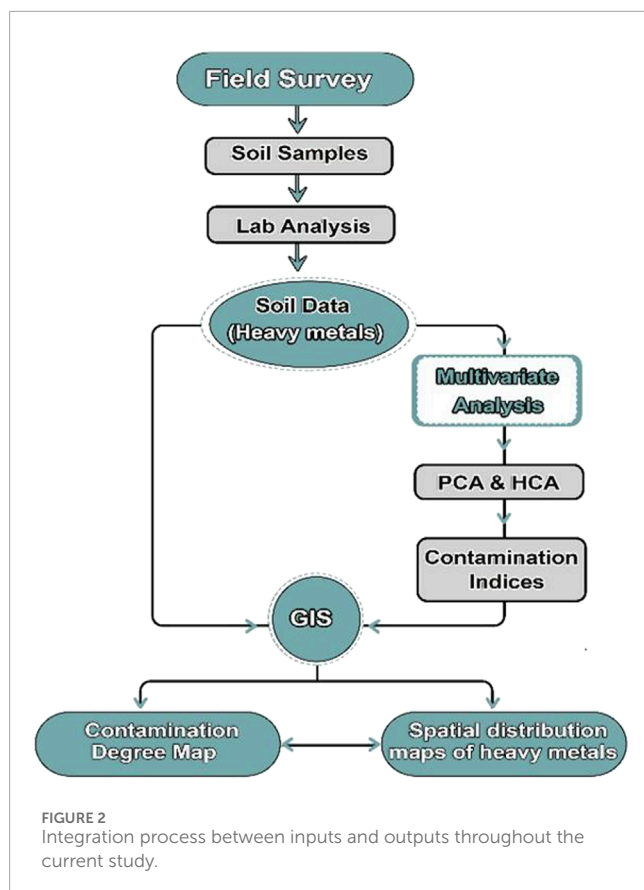 Field Survey
Soil Samples
Lab Analysis
Soil Data
(Heavy metals)
Multivariate
Analysis
PCA & HCA
Contamination
Indices
GIS
Contamination
Degree Map
Spatial distribution
maps of heavy metals
FIGURE 2
Integration process between inputs and outputs throughout the
current study.